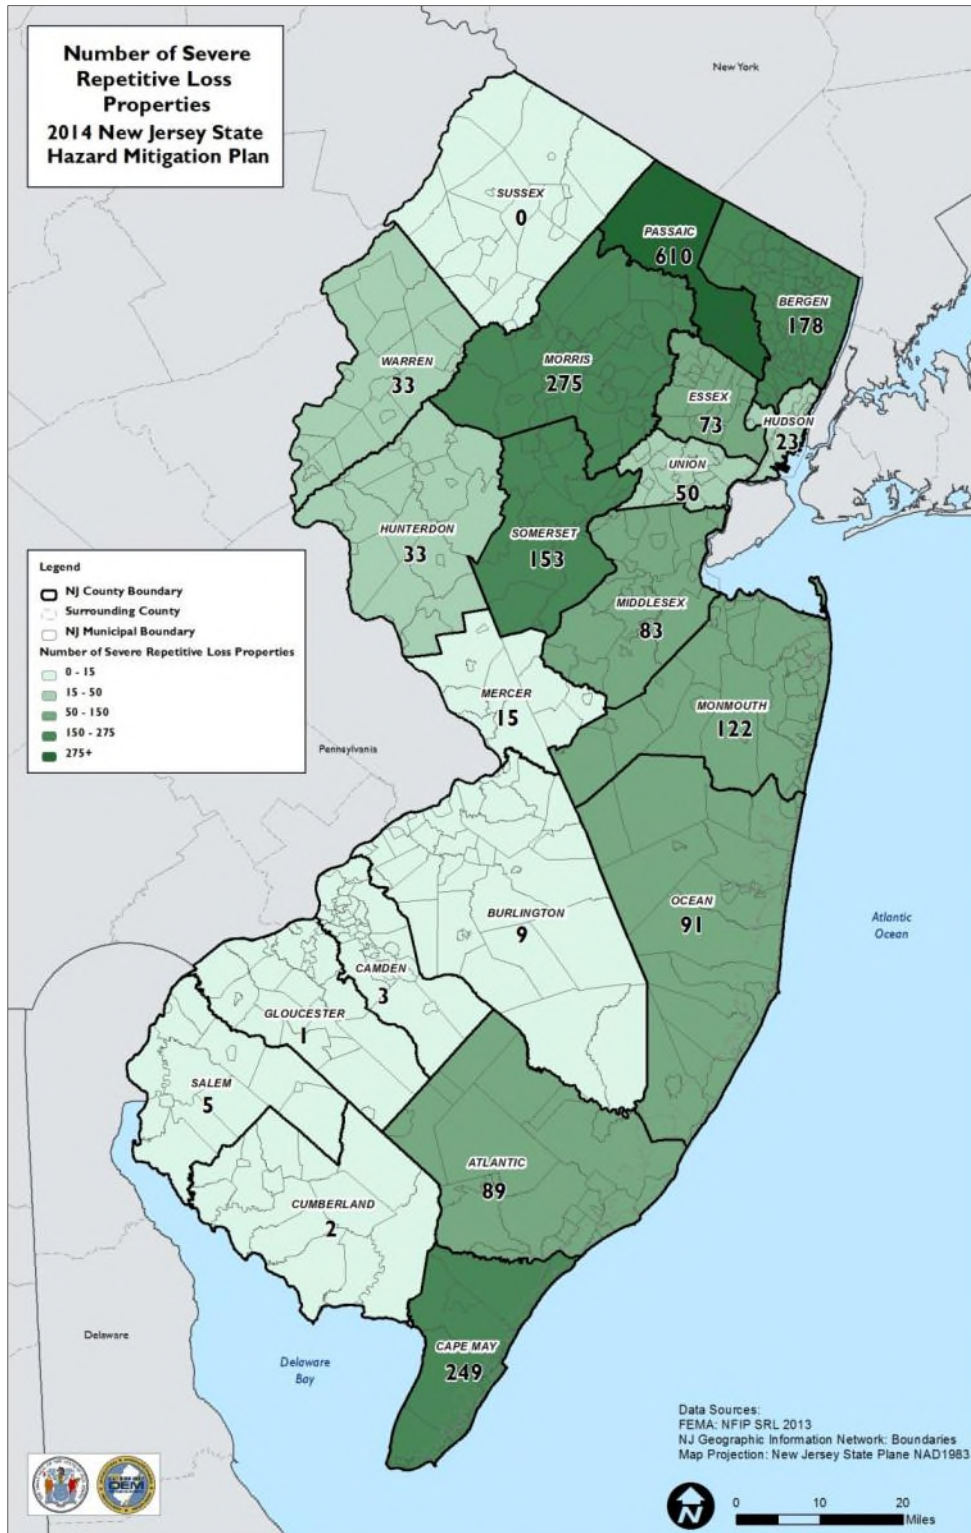 Number of Severe
Repetitive Loss
Properties
2014 New Jersey State
Hazard Mitigation Plan
New York
SUSSEX
0
PASSAIC
610
BERGEN
178
WARREN
33
MORRIS
275
ESSEX
73
HUDSON
23
UNION
50
HUNTERDON
33
SOMERSET
153
MIDDLESEX
83
MERCER
15
MONMOUTH
122
Legend
NJ County Boundary
Surrounding County
NJ Municipal Boundary
Number of Severe Repetitive Loss Properties
0 - 15
15 - 50
50 - 150
150 - 275
275+
Pennsylvania
OCEAN
91
BURLINGTON
9
Atlantic
Ocean
CAMDEN
3
GLOUCESTER
1
SALEM
5
ATLANTIC
89
CUMBERLAND
2
CAPE MAY
249
Delaware
Delaware
Bay
Data Sources:
FEMA: NFIP SRL 2013
NJ Geographic Information Network: Boundaries
Map Projection: New Jersey State Plane NAD1983
OEM
N
0 10 20
Miles